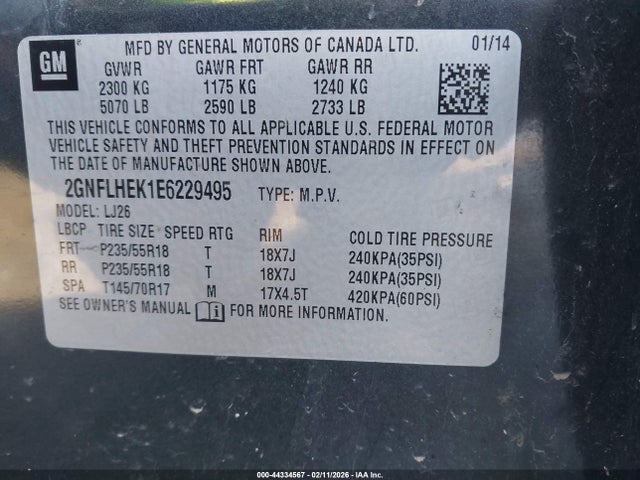 GM
MFD BY GENERAL MOTORS OF CANADA LTD. 01/14
GVWR GAWR FRT GAWR RR
2300 KG 1175 KG 1240 KG
5070 LB 2590 LB 2733 LB
THIS VEHICLE CONFORMS TO ALL APPLICABLE U.S. FEDERAL MOTOR
VEHICLE SAFETY AND THEFT PREVENTION STANDARDS IN EFFECT ON
THE DATE OF MANUFACTURE SHOWN ABOVE.
2GNFLHEK1E6229495 TYPE: M.P.V.
MODEL: LJ26
LBCP TIRE SIZE SPEED RTG RIM COLD TIRE PRESSURE
FRT P235/55R18 T 18X7J 240KPA(35PSI)
RR P235/55R18 T 18X7J 240KPA(35PSI)
SPA T145/70R17 M 17X4.5T 420KPA(60PSI)
SEE OWNER'S MANUAL FOR MORE INFORMATION.
000-44334567 - 02/11/2026 - IAA Inc.